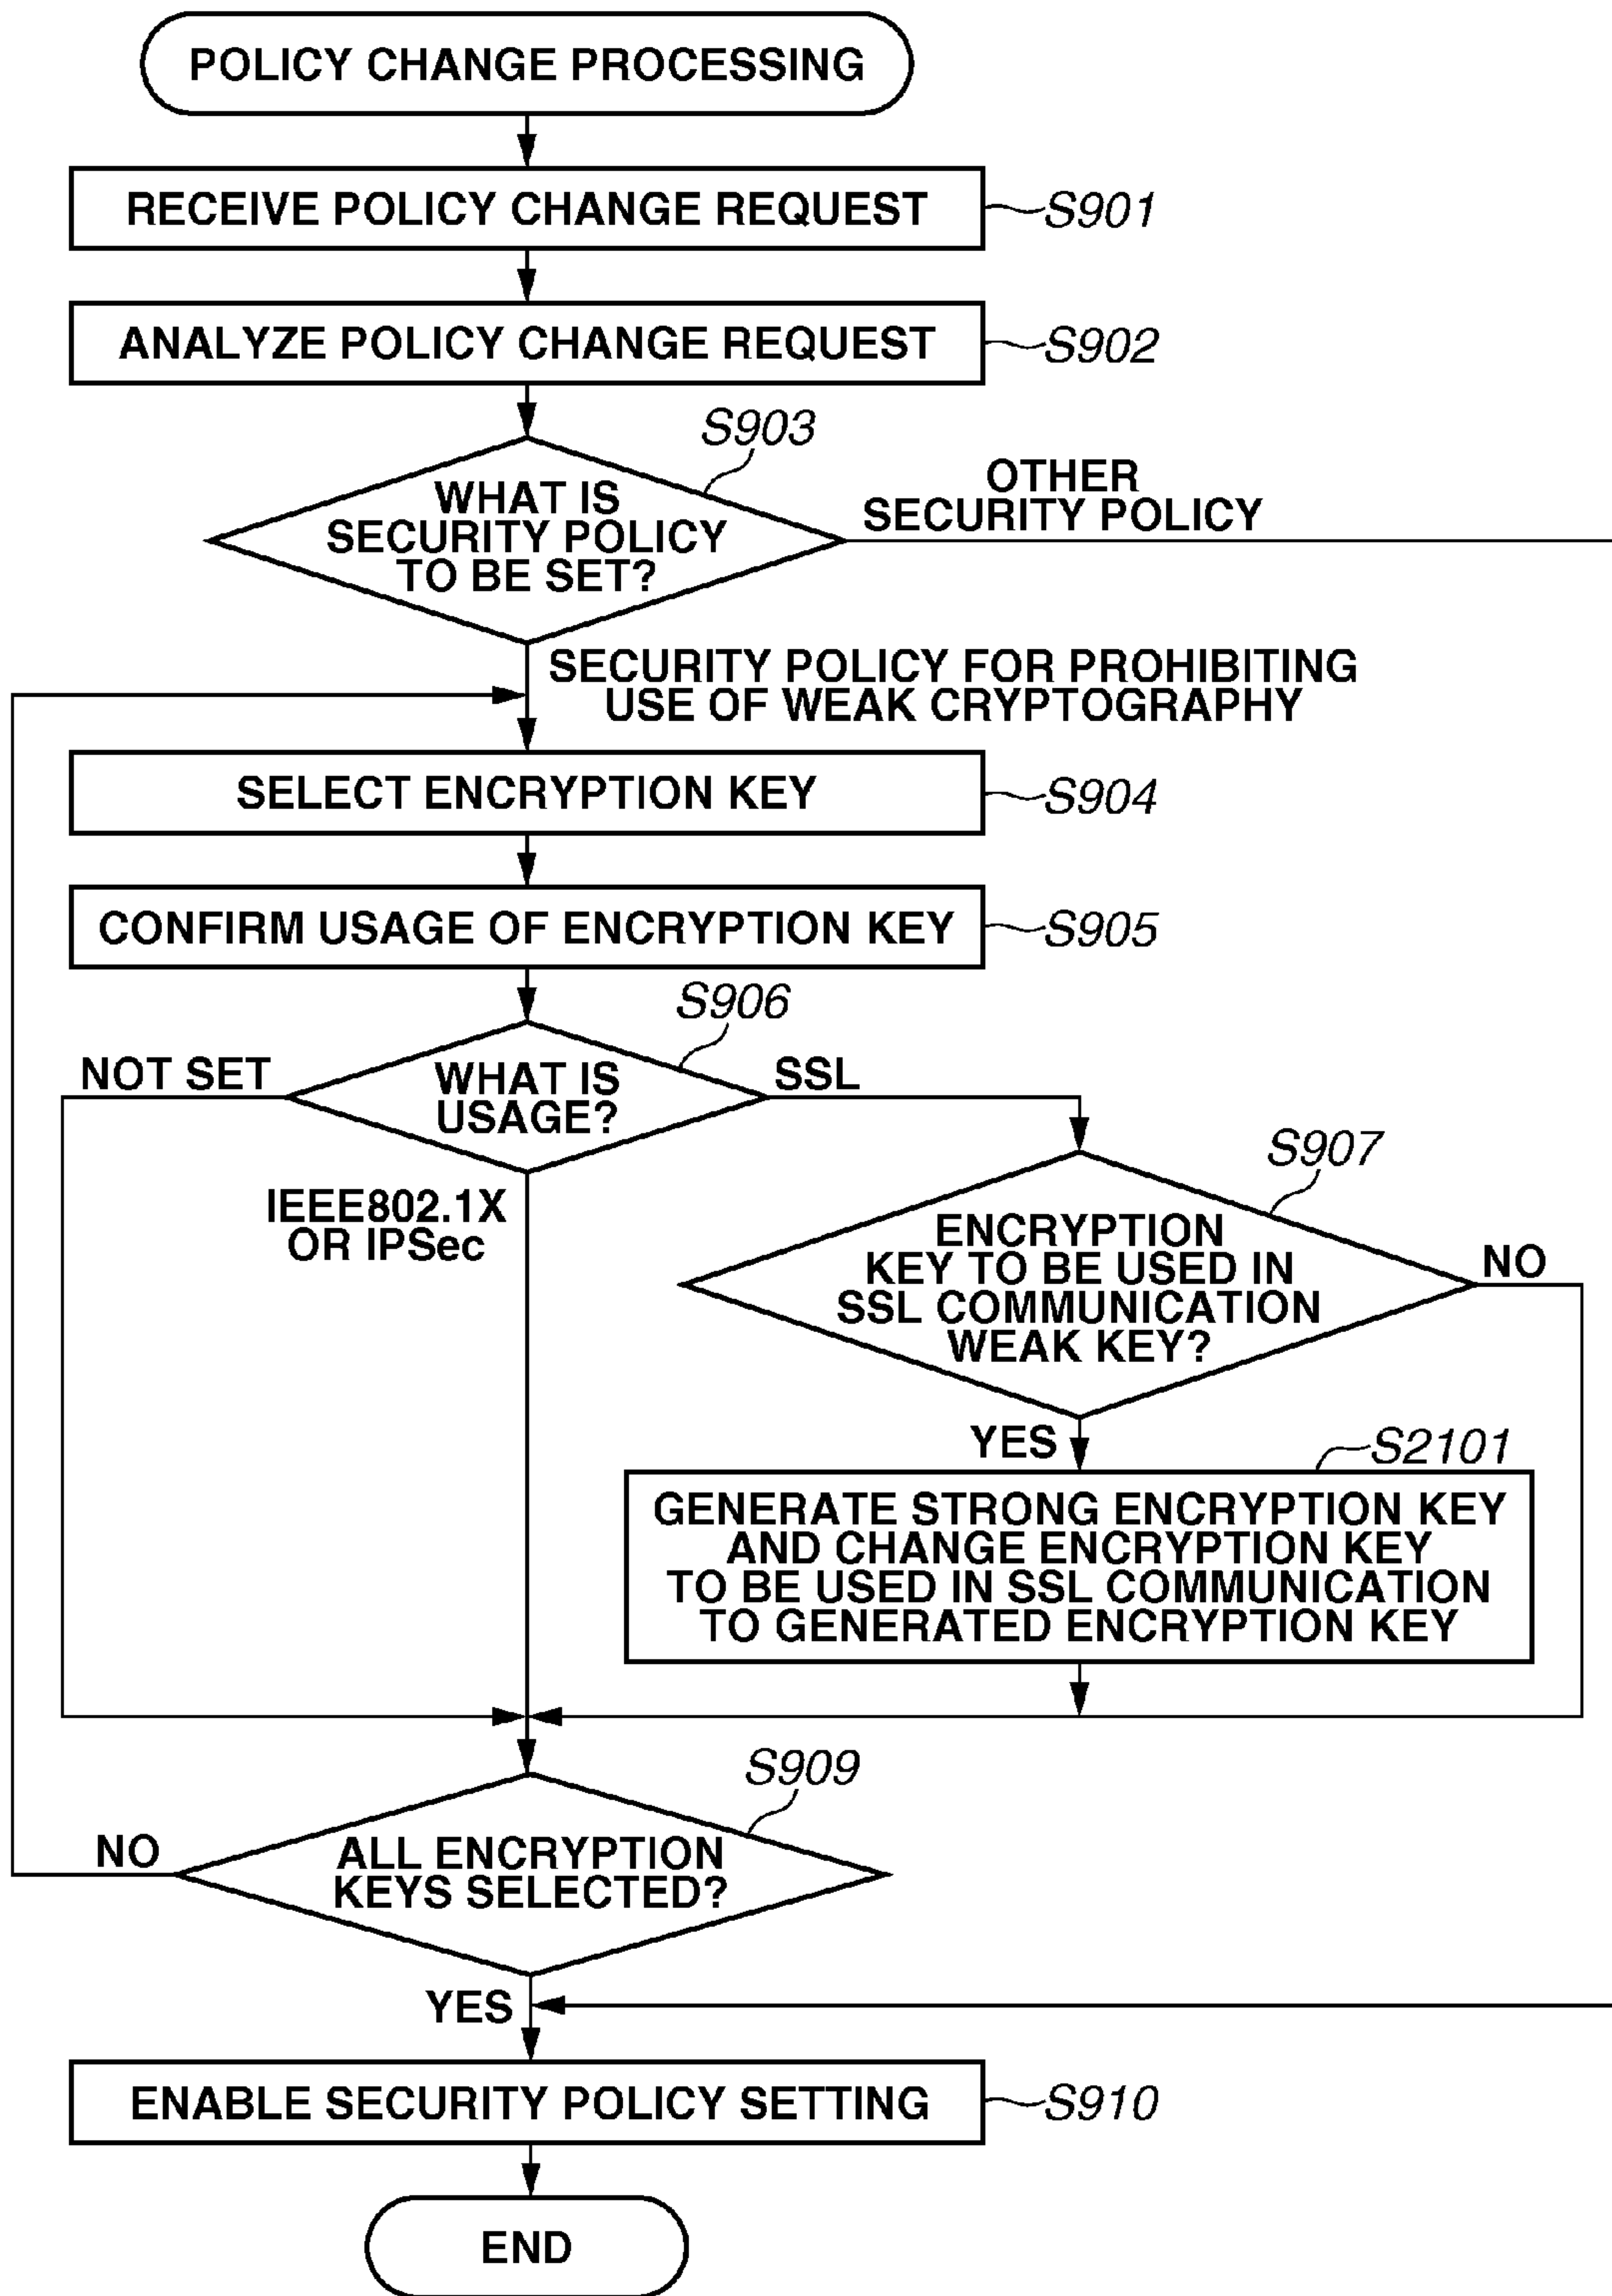 POLICY CHANGE PROCESSING
RECEIVE POLICY CHANGE REQUEST
S901
ANALYZE POLICY CHANGE REQUEST
S902
S903
WHAT IS
SECURITY POLICY
TO BE SET?
OTHER
SECURITY POLICY
SECURITY POLICY FOR PROHIBITING
USE OF WEAK CRYPTOGRAPHY
SELECT ENCRYPTION KEY
S904
CONFIRM USAGE OF ENCRYPTION KEY
S905
S906
NOT SET
WHAT IS
USAGE?
SSL
IEEE802.1X
OR IPSec
S907
ENCRYPTION
KEY TO BE USED IN
SSL COMMUNICATION
WEAK KEY?
NO
YES
S2101
GENERATE STRONG ENCRYPTION KEY
AND CHANGE ENCRYPTION KEY
TO BE USED IN SSL COMMUNICATION
TO GENERATED ENCRYPTION KEY
S909
NO
ALL ENCRYPTION
KEYS SELECTED?
YES
ENABLE SECURITY POLICY SETTING
S910
END